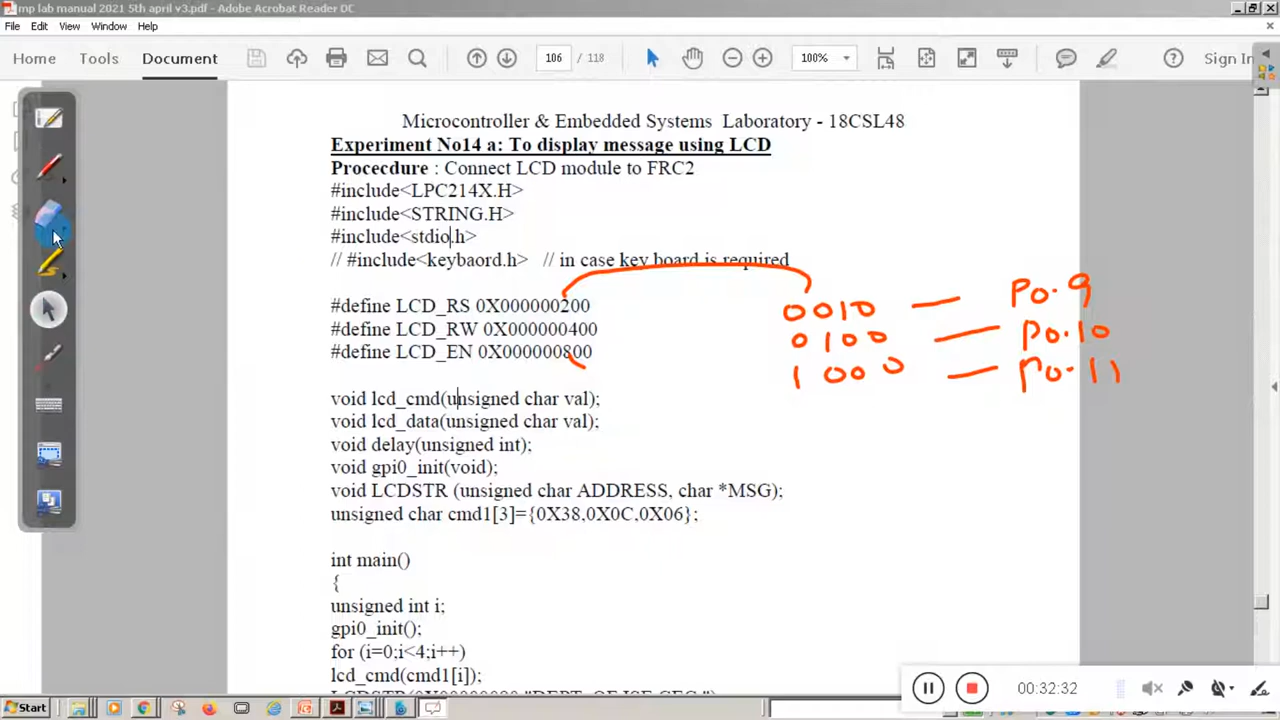 mp lab manual 2021 5th april v3.pdf - Adobe Acrobat Reader DC
File Edit View Window Help
Home Tools Document 106 / 118 100% Sign In
Microcontroller & Embedded Systems Laboratory - 18CSL48
Experiment No14 a: To display message using LCD
Procecdure : Connect LCD module to FRC2
#include<LPC214X.H>
#include<STRING.H>
#include<stdio.h>
// #include<keybaord.h> // in case key board is required
#define LCD_RS 0X000000200 0010 — P0.9
#define LCD_RW 0X000000400 0100 — P0.10
#define LCD_EN 0X000000800 1000 — P0.11
void lcd_cmd(unsigned char val);
void lcd_data(unsigned char val);
void delay(unsigned int);
void gpi0_init(void);
void LCDSTR (unsigned char ADDRESS, char *MSG);
unsigned char cmd1[3]={0X38,0X0C,0X06};
int main()
{
unsigned int i;
gpi0_init();
for (i=0;i<4;i++)
lcd_cmd(cmd1[i]);
Start 00:32:32